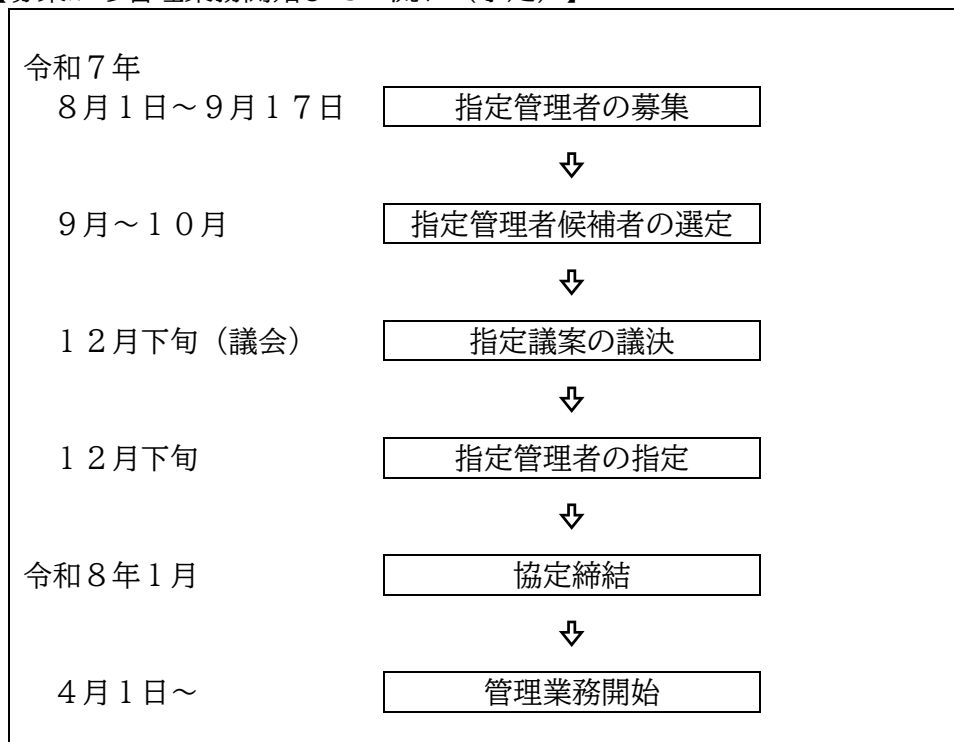 令和７年
８月１日～９月１７日 指定管理者の募集
⇩
９月～１０月 指定管理者候補者の選定
⇩
１２月下旬（議会） 指定議案の議決
⇩
１２月下旬 指定管理者の指定
⇩
令和８年１月 協定締結
⇩
４月１日～ 管理業務開始